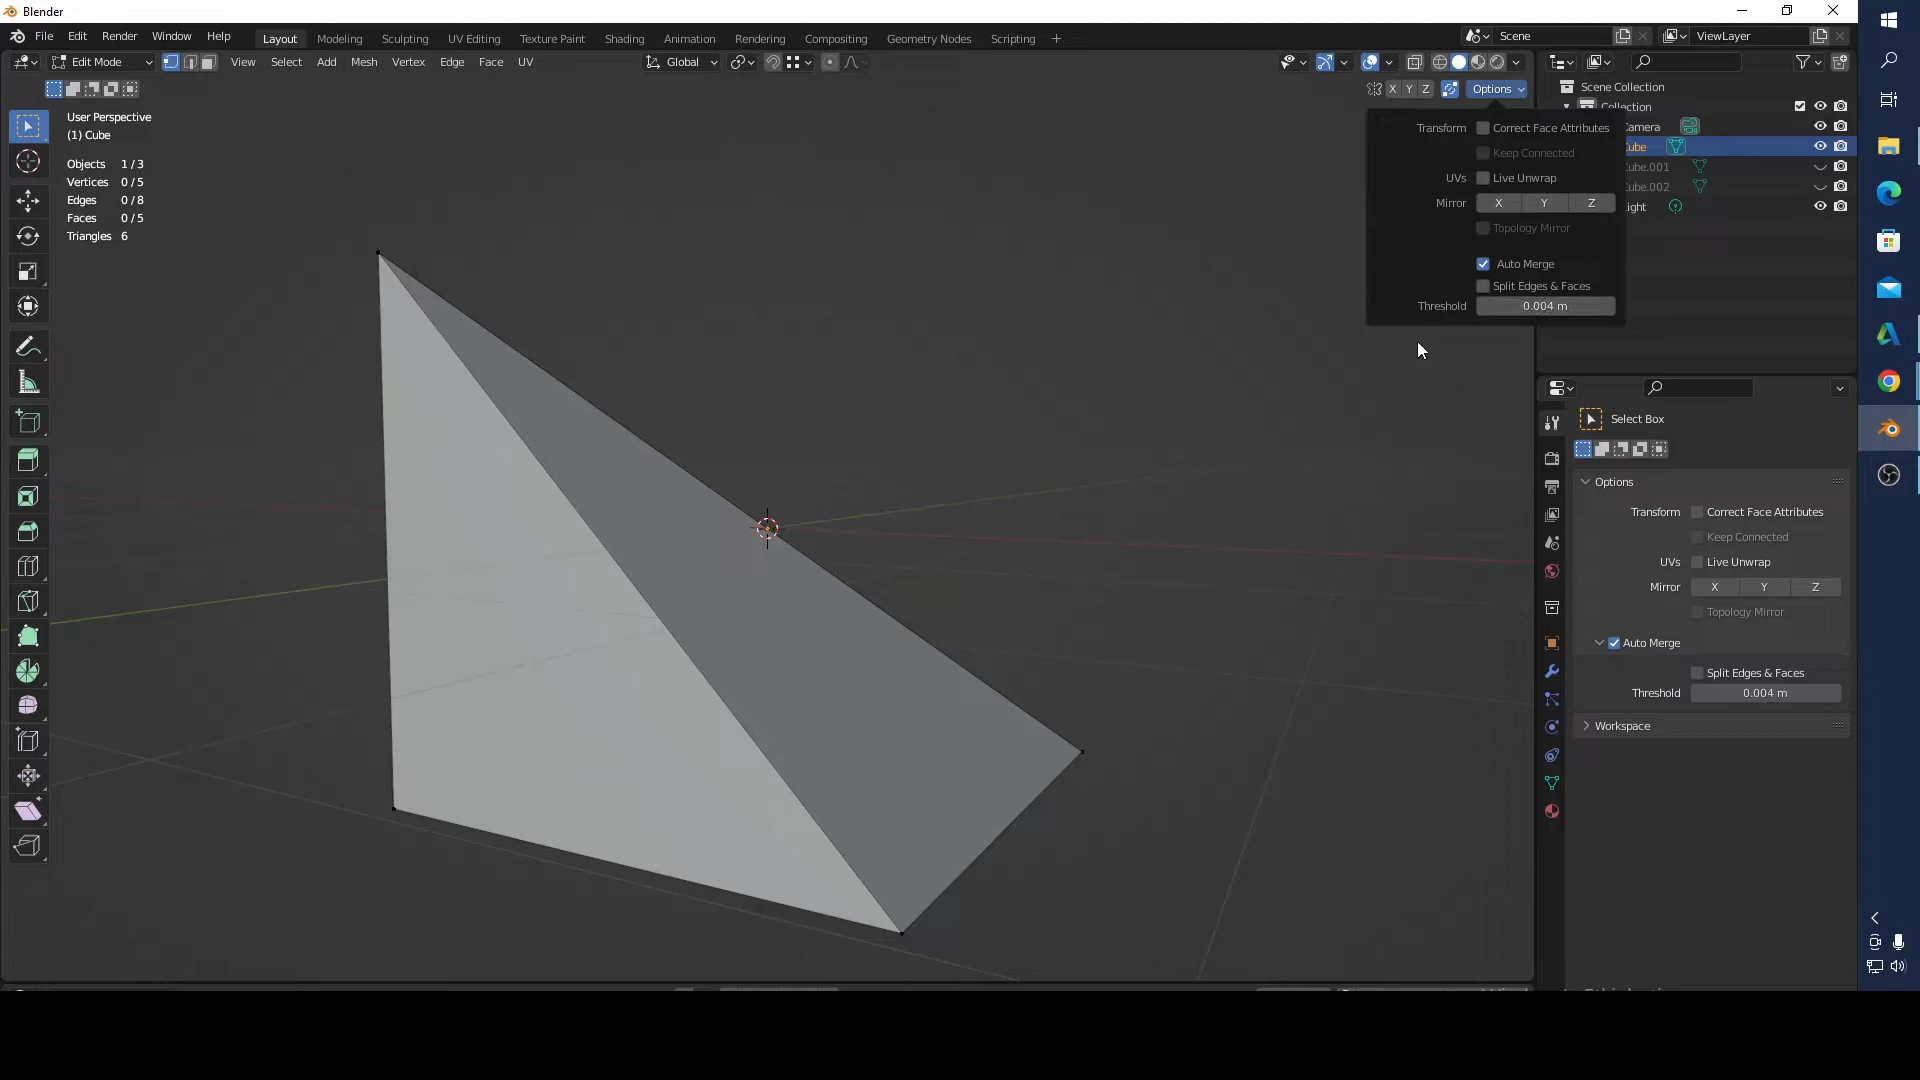 Blender
File Edit Render Window Help Layout Modeling Sculpting UV Editing Texture Paint Shading Animation Rendering Compositing Geometry Nodes Scripting + Scene ViewLayer
Edit Mode View Select Add Mesh Vertex Edge Face UV Global
X Y Z Options
User Perspective
(1) Cube
Objects 1/3
Vertices 0/5
Edges 0/8
Faces 0/5
Triangles 6
Transform Correct Face Attributes
Keep Connected
UVs Live Unwrap
Mirror X Y Z
Topology Mirror
Auto Merge
Split Edges & Faces
Threshold 0.004 m
Scene Collection
Collection
Camera
Cube
Cube.001
Cube.002
ight
Select Box
Options
Transform Correct Face Attributes
Keep Connected
UVs Live Unwrap
Mirror X Y Z
Topology Mirror
Auto Merge
Split Edges & Faces
Threshold 0.004 m
Workspace